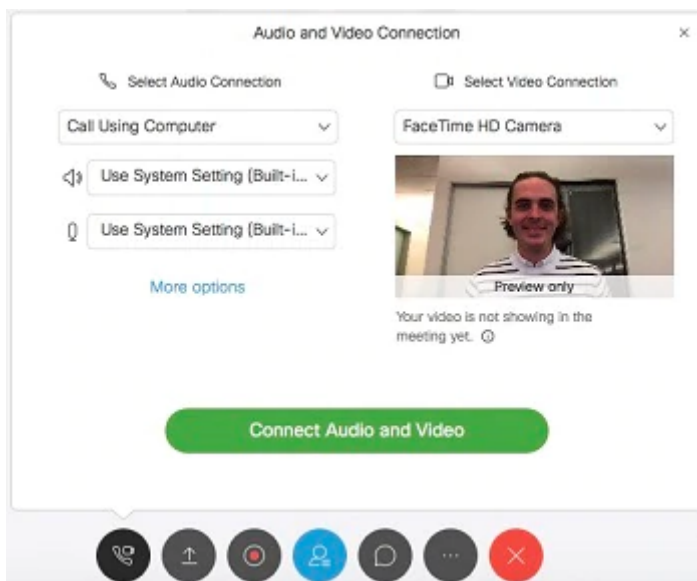 Audio and Video Connection
Select Audio Connection
Select Video Connection
Call Using Computer
FaceTime HD Camera
Use System Setting (Built-i...
Use System Setting (Built-i...
More options
Preview only
Your video is not showing in the
meeting yet.
Connect Audio and Video